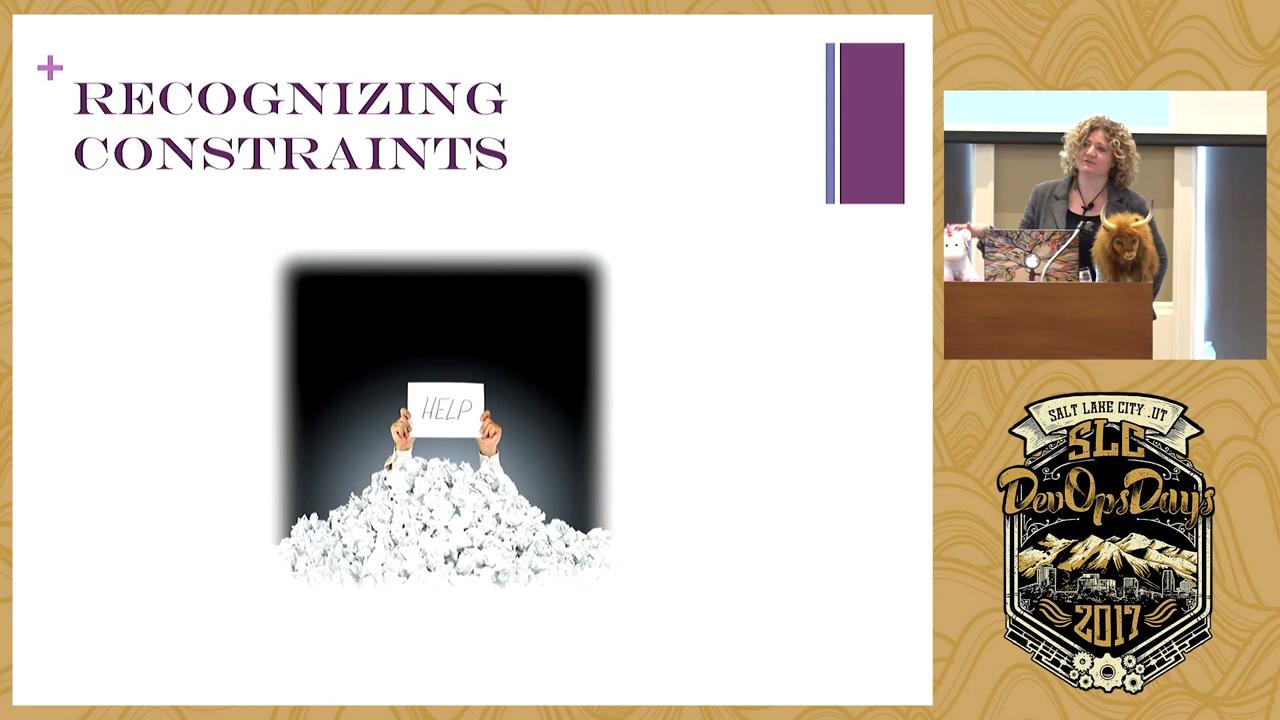 +
RECOGNIZING
CONSTRAINTS
HELP
SALT LAKE CITY .UT
SLC
DevOpsDays
2017